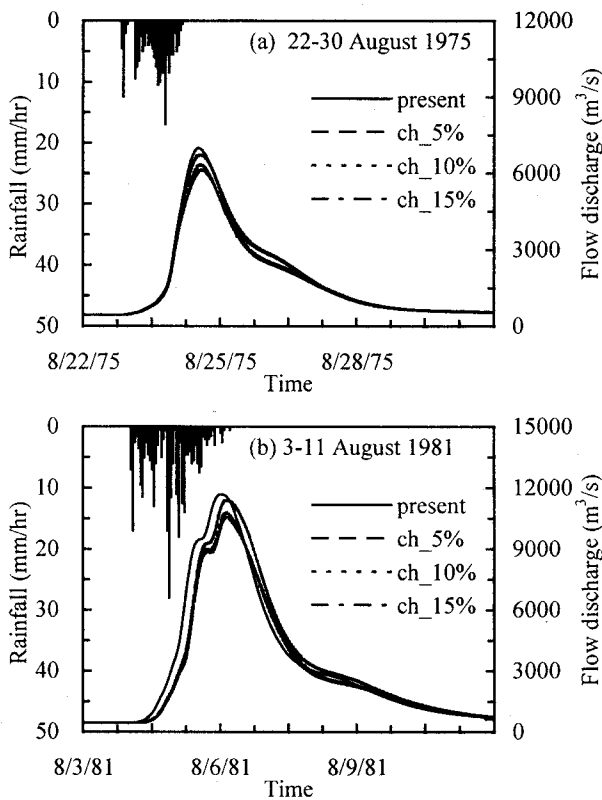 0
10
20
30
40
50
Rainfall (mm/hr)
(a) 22-30 August 1975
present
ch_5%
ch_10%
ch_15%
12000
9000
6000
3000
0
Flow discharge (m³/s)
8/22/75
8/25/75
8/28/75
Time
0
10
20
30
40
50
Rainfall (mm/hr)
(b) 3-11 August 1981
present
ch_5%
ch_10%
ch_15%
15000
12000
9000
6000
3000
0
Flow discharge (m³/s)
8/3/81
8/6/81
8/9/81
Time